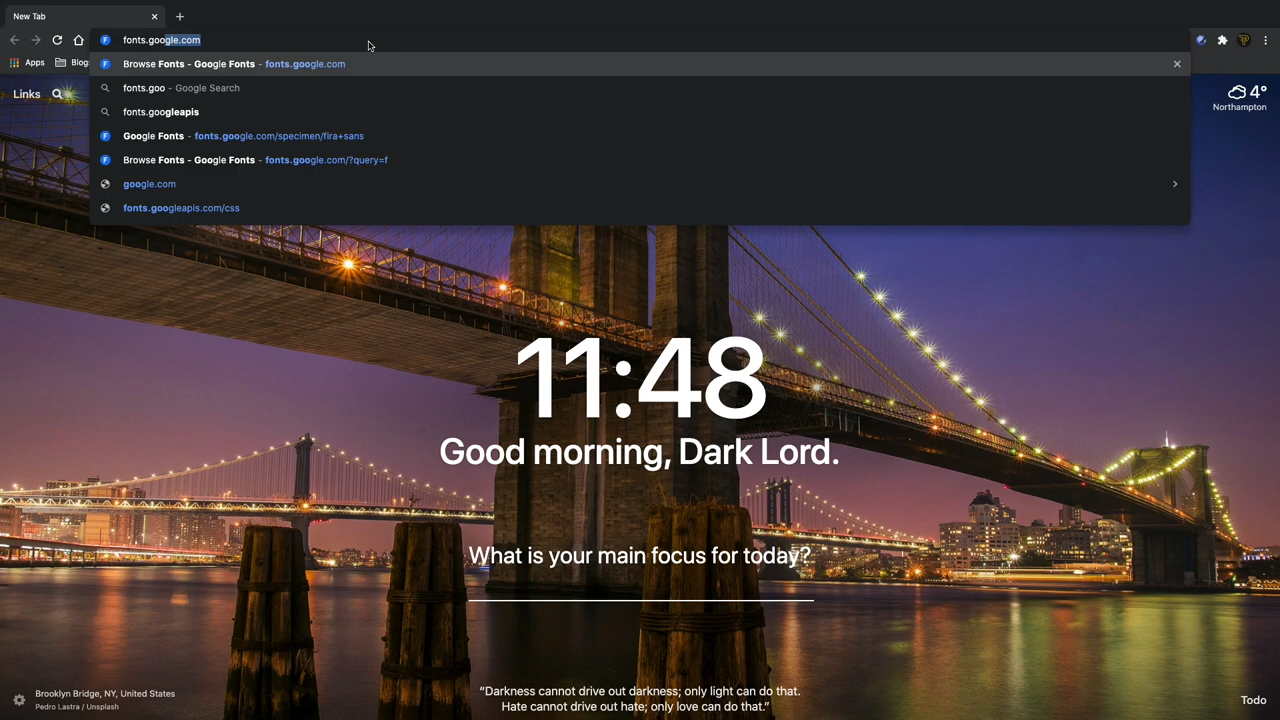 New Tab
fonts.google.com
Apps
Blog
Browse Fonts - Google Fonts - fonts.google.com
fonts.goo - Google Search
fonts.googleapis
Google Fonts - fonts.google.com/specimen/fira+sans
Browse Fonts - Google Fonts - fonts.google.com/?query=f
google.com
fonts.googleapis.com/css
Links
4°
Northampton
11:48
Good morning, Dark Lord.
What is your main focus for today?
Brooklyn Bridge, NY, United States
Pedro Lastra / Unsplash
“Darkness cannot drive out darkness; only light can do that.
Hate cannot drive out hate; only love can do that.”
Todo